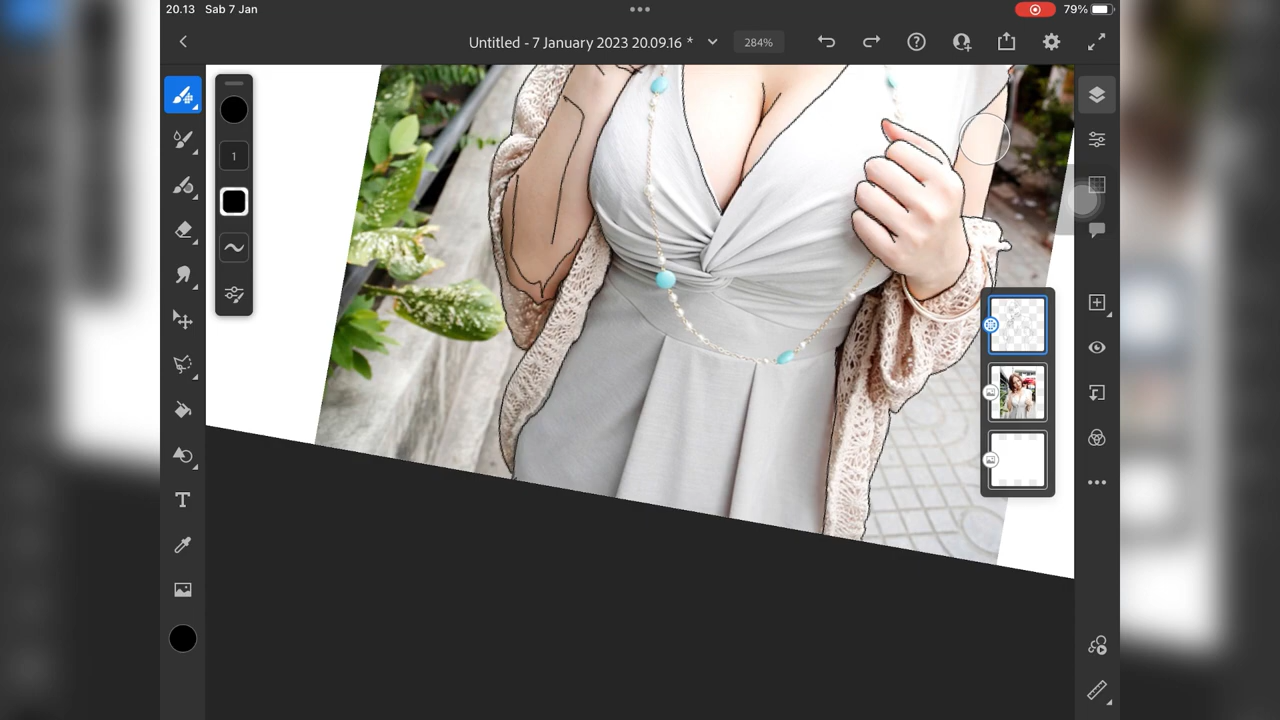 20.13 Sab 7 Jan
79%
Untitled - 7 January 2023 20.09.16 *
284%
1
T